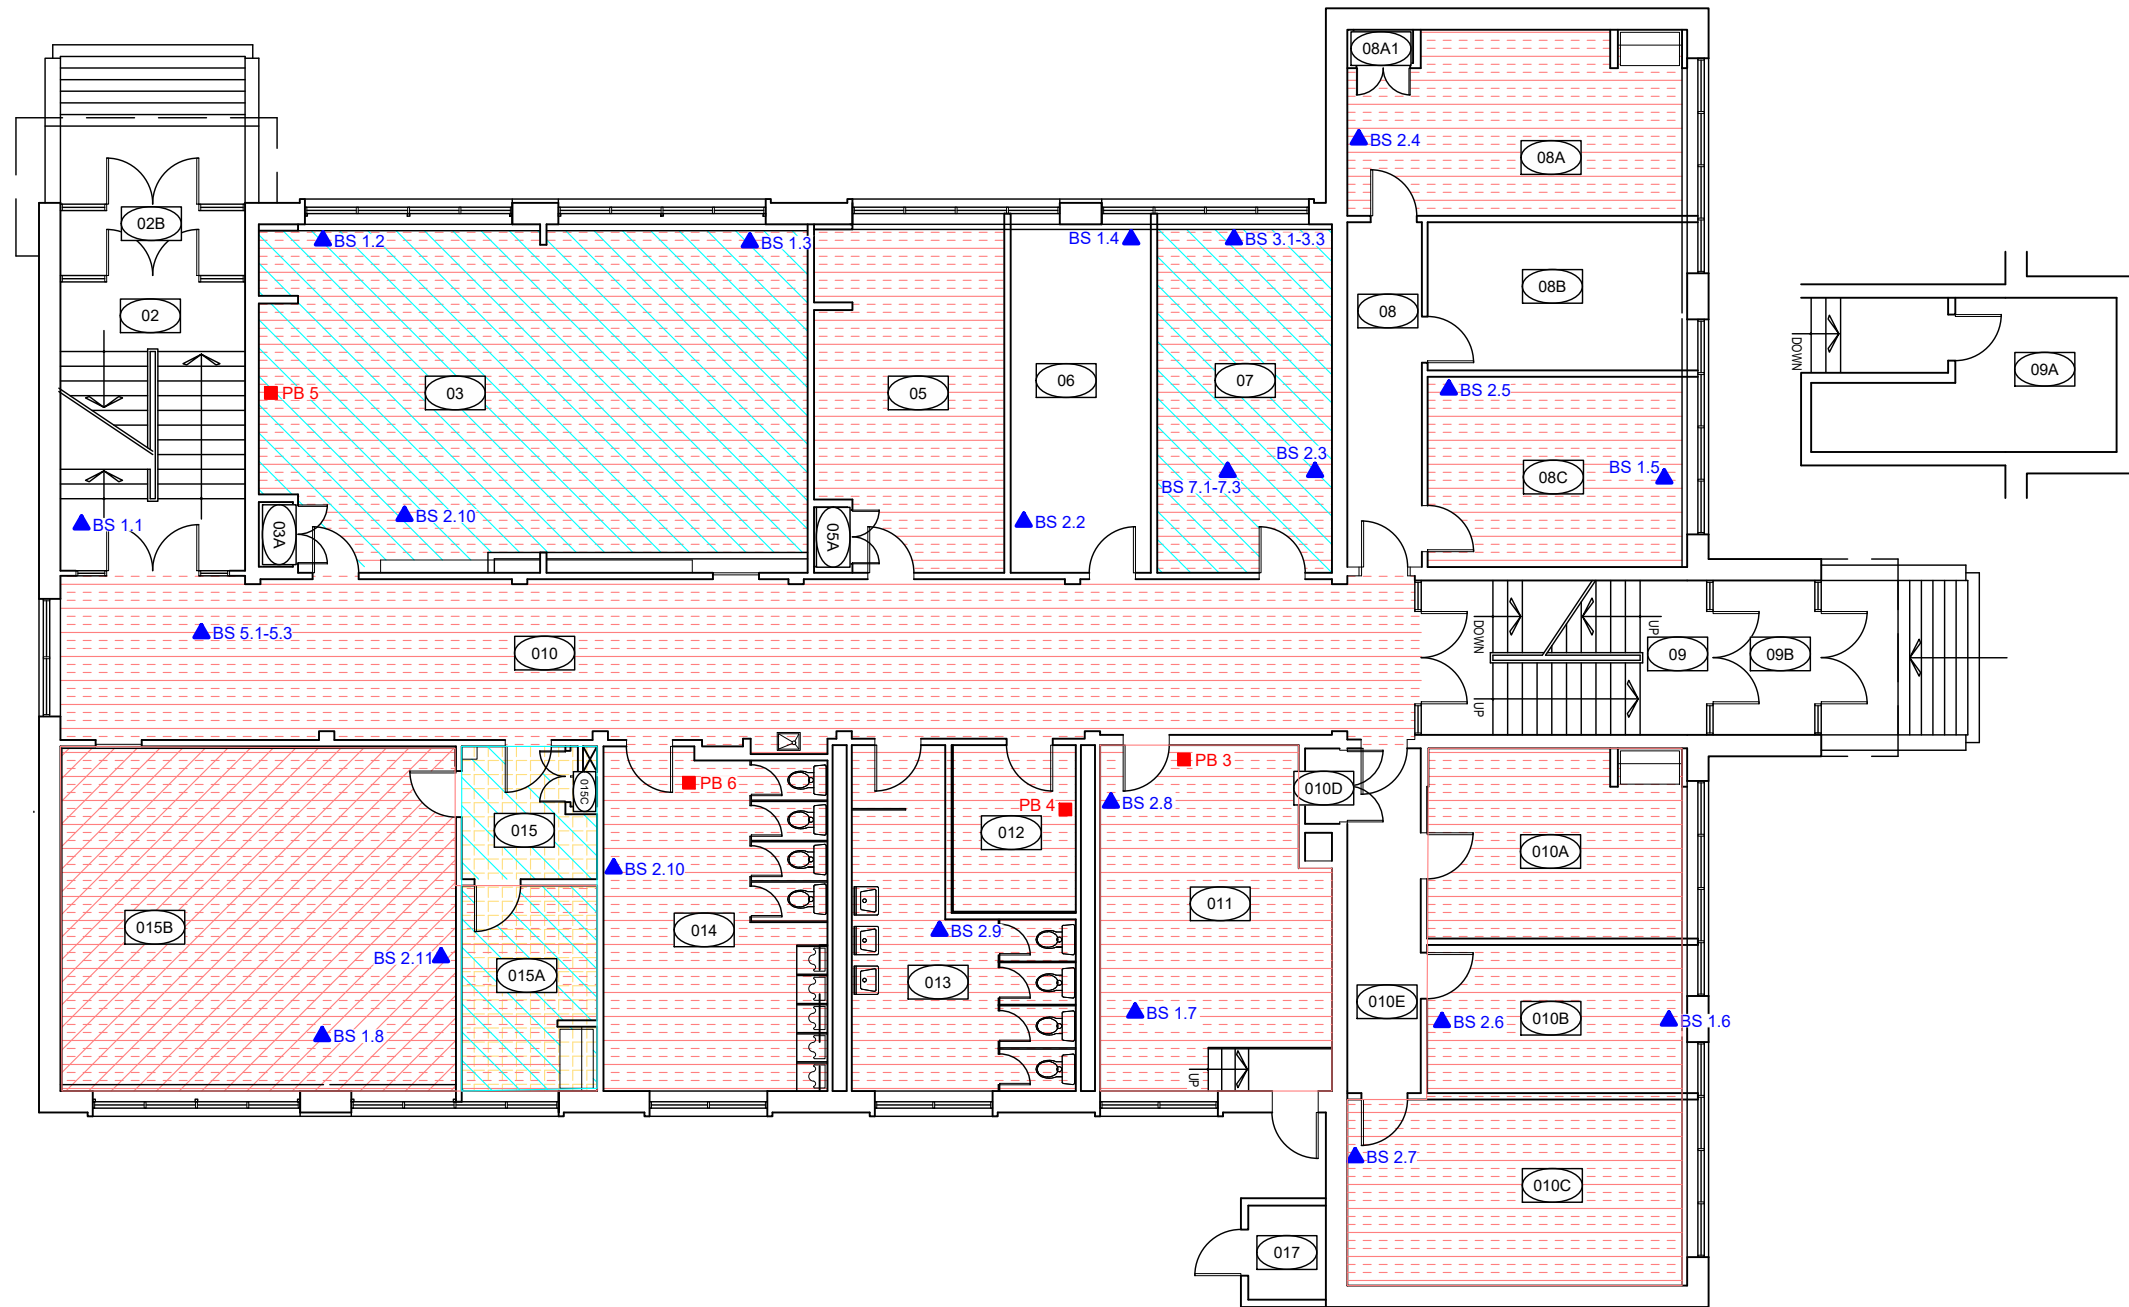 08A1
BS 2.4
08A
02B
BS 1.2
BS 1.3
BS 1.4
BS 3.1-3.3
08B
02
08
09A
DOWN
PB 5
03
05
06
07
BS 2.5
BS 2.3
BS 1.5
08C
BS 7.1-7.3
BS 1.1
03A
BS 2.10
05A
BS 2.2
BS 5.1-5.3
010
DOWN
UP
09
09B
UP
PB 3
PB 6
015C
010D
BS 2.8
PB 4
015
012
010A
BS 2.10
011
015B
014
BS 2.9
BS 2.11
015A
013
010E
BS 1.7
BS 2.6
010B
BS 1.6
BS 1.8
UP
BS 2.7
010C
017